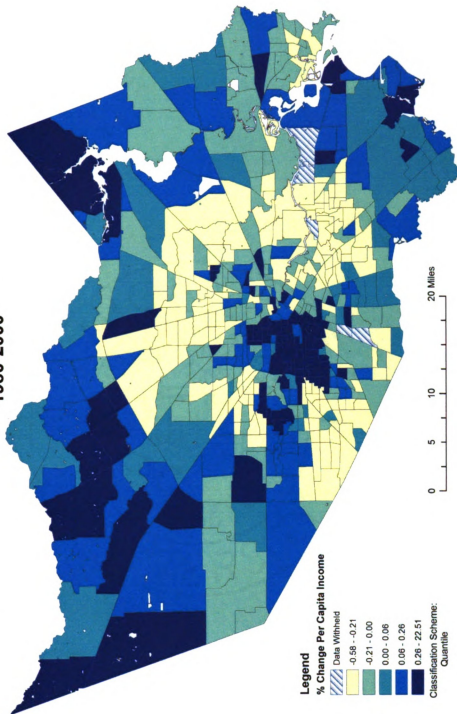 Legend
% Change Per Capita Income
Data Withheld
-0.58 - -0.21
-0.21 - 0.00
0.00 - 0.06
0.06 - 0.26
0.26 - 22.51
Classification Scheme:
Quantile
0 5 10 20 Miles